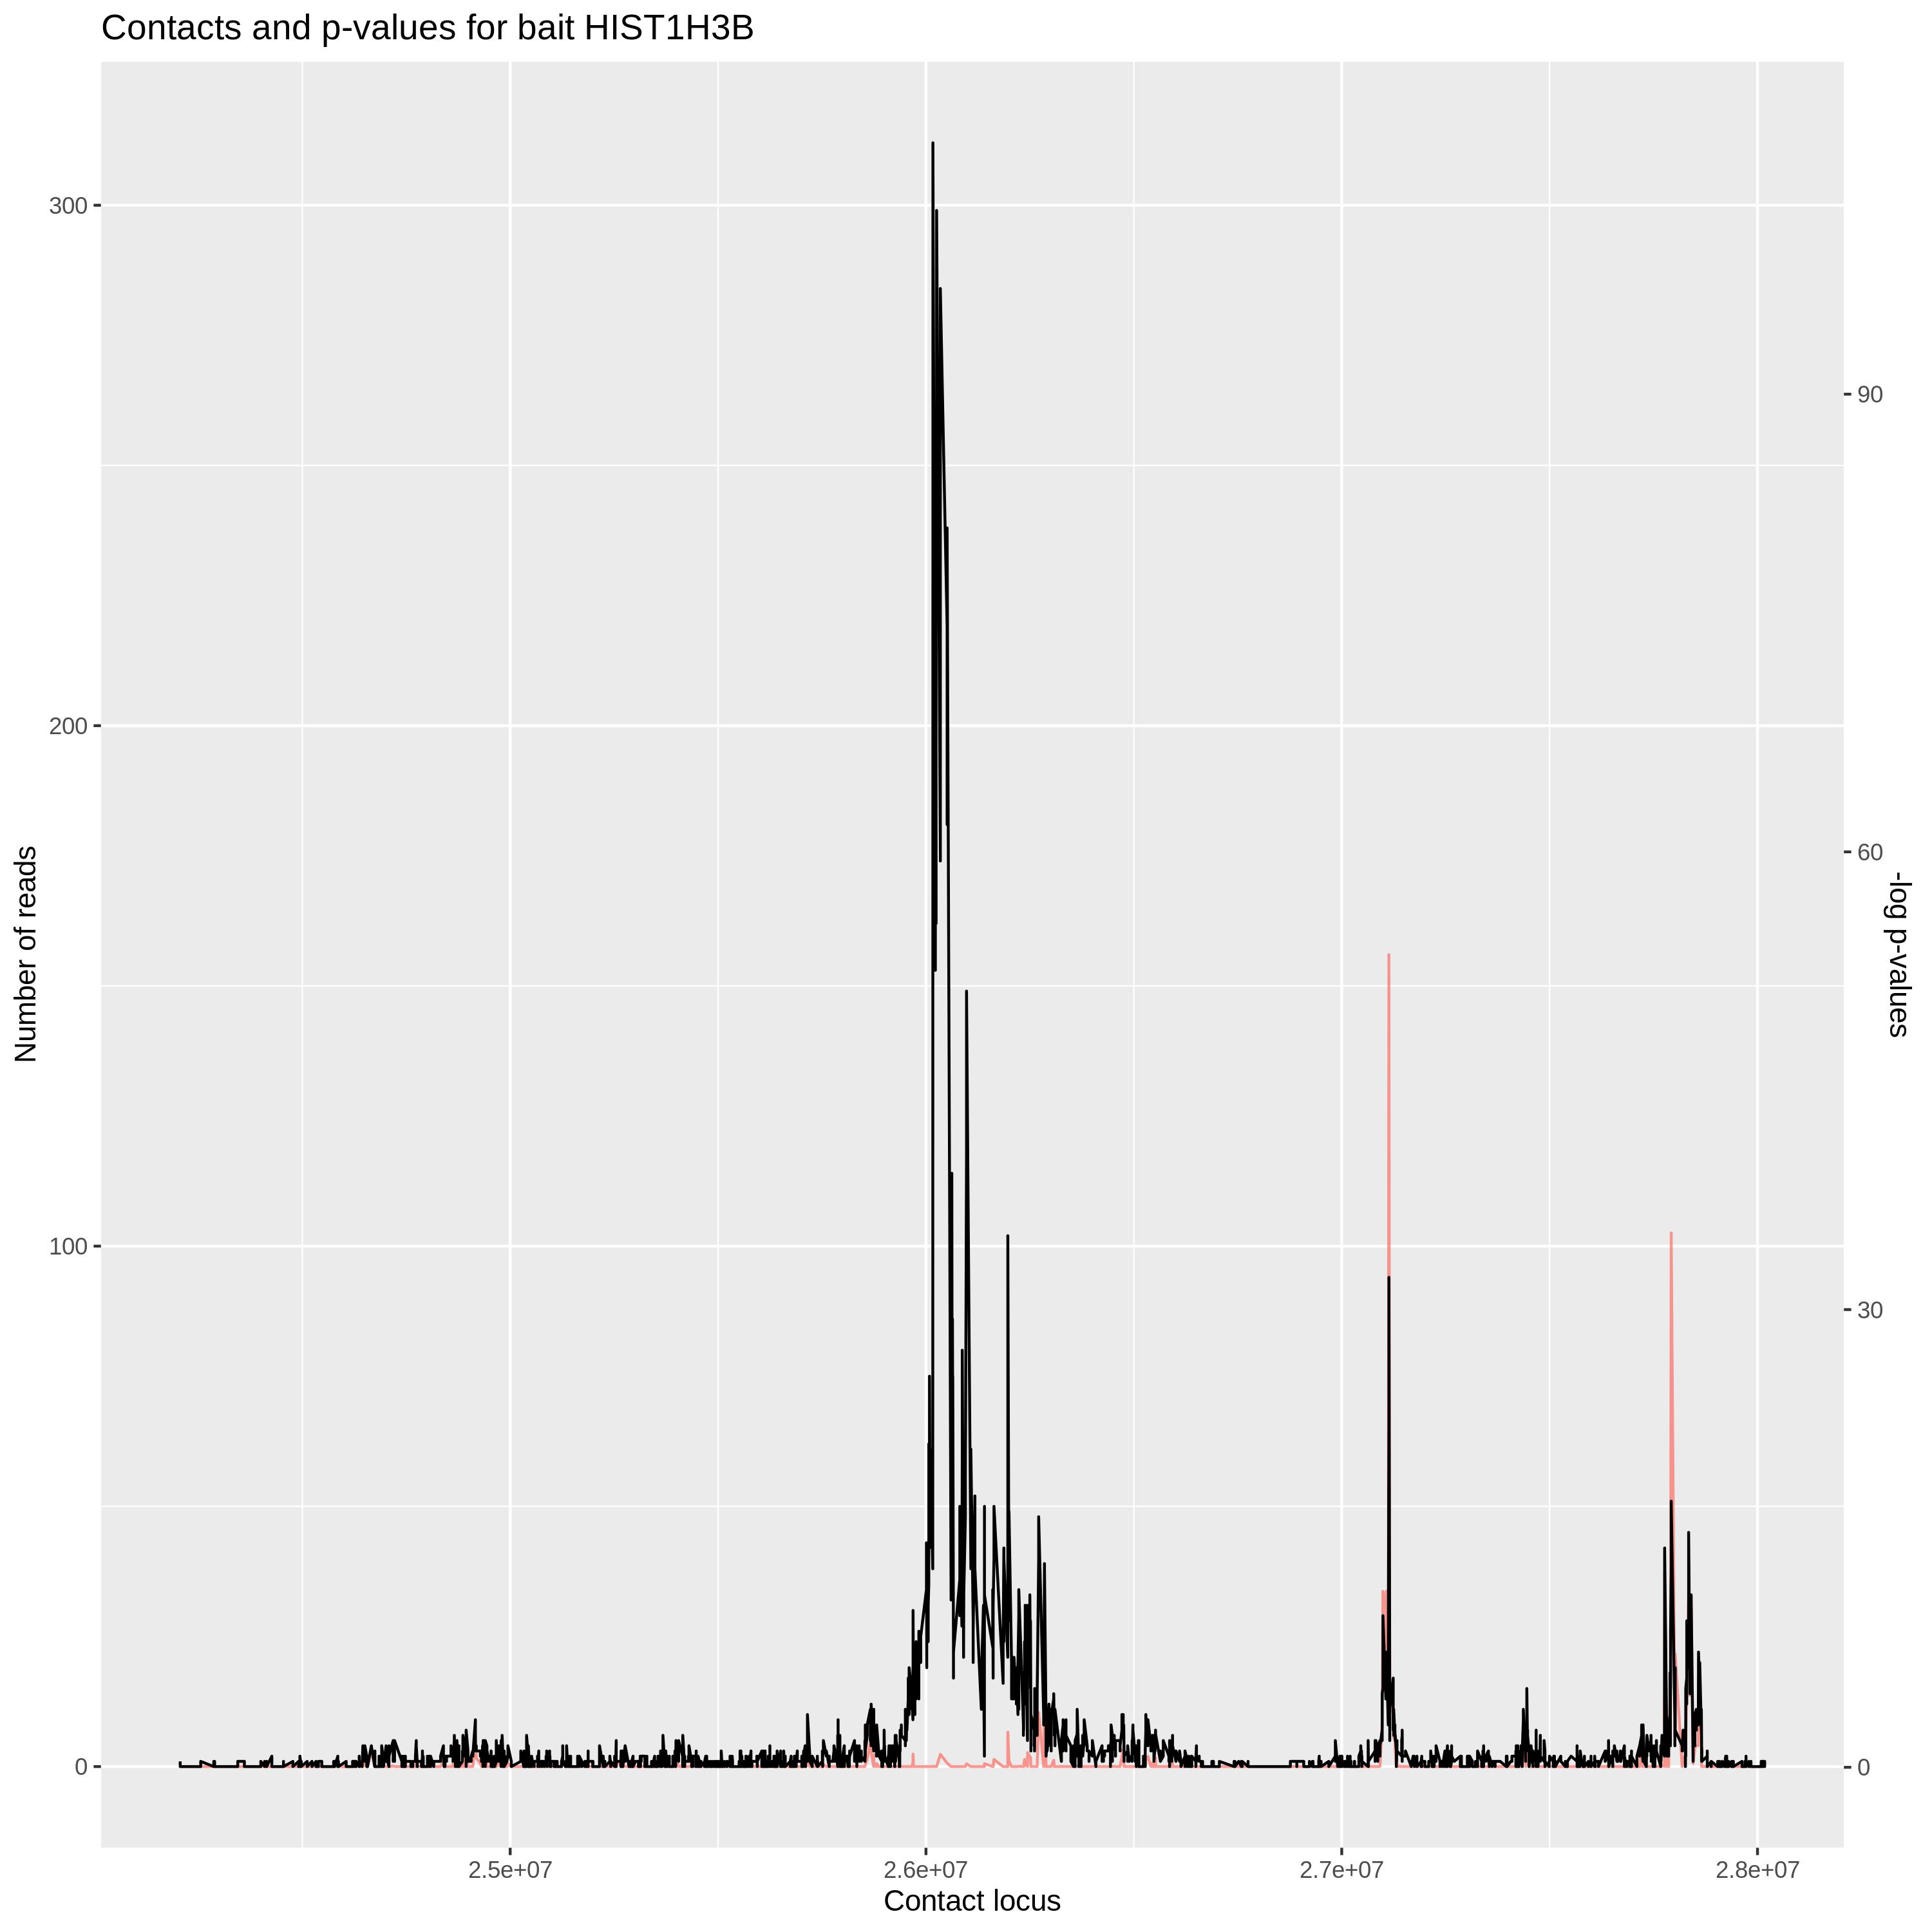 Contacts and p-values for bait HIST1H3B
300
200
100
0
Number of reads
90
60
30
0
-log p-values
2.5e+07
2.6e+07
2.7e+07
2.8e+07
Contact locus